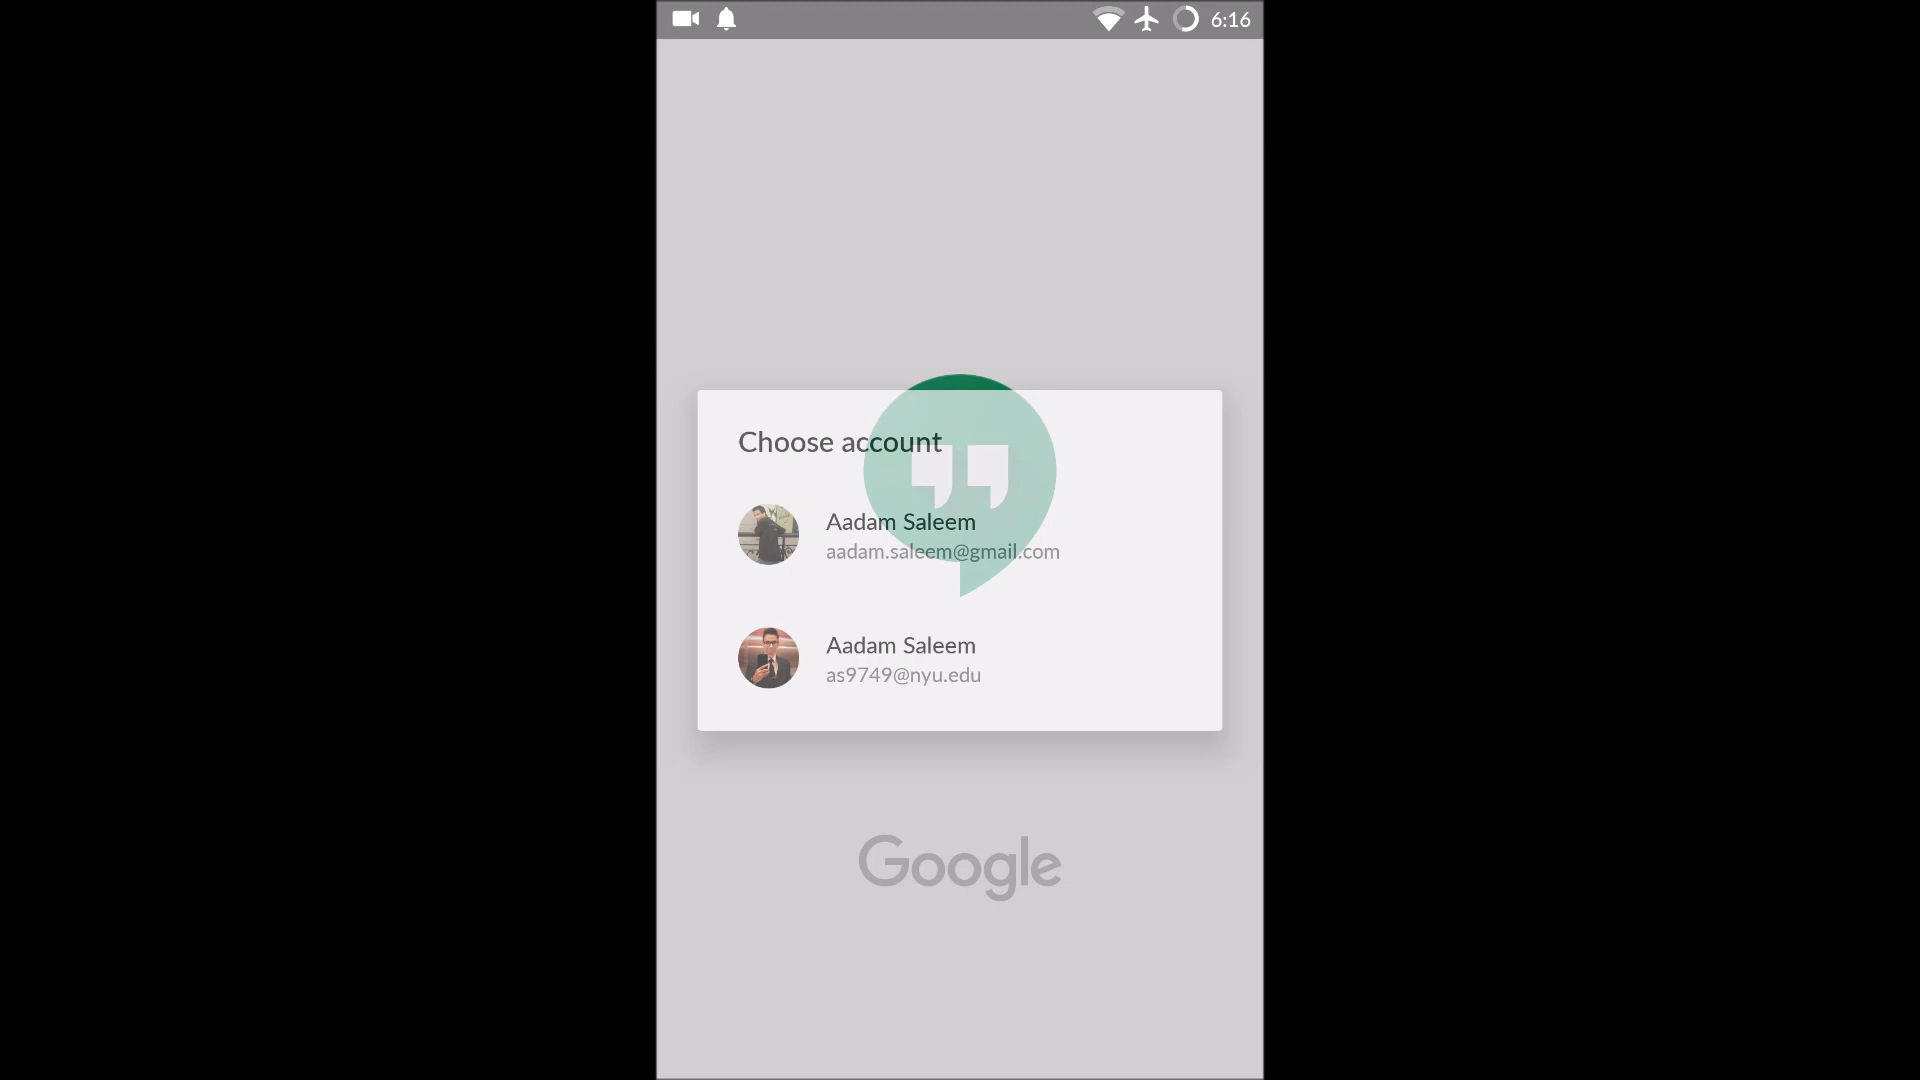 6:16
Choose account
Aadam Saleem
aadam.saleem@gmail.com
Aadam Saleem
as9749@nyu.edu
Google